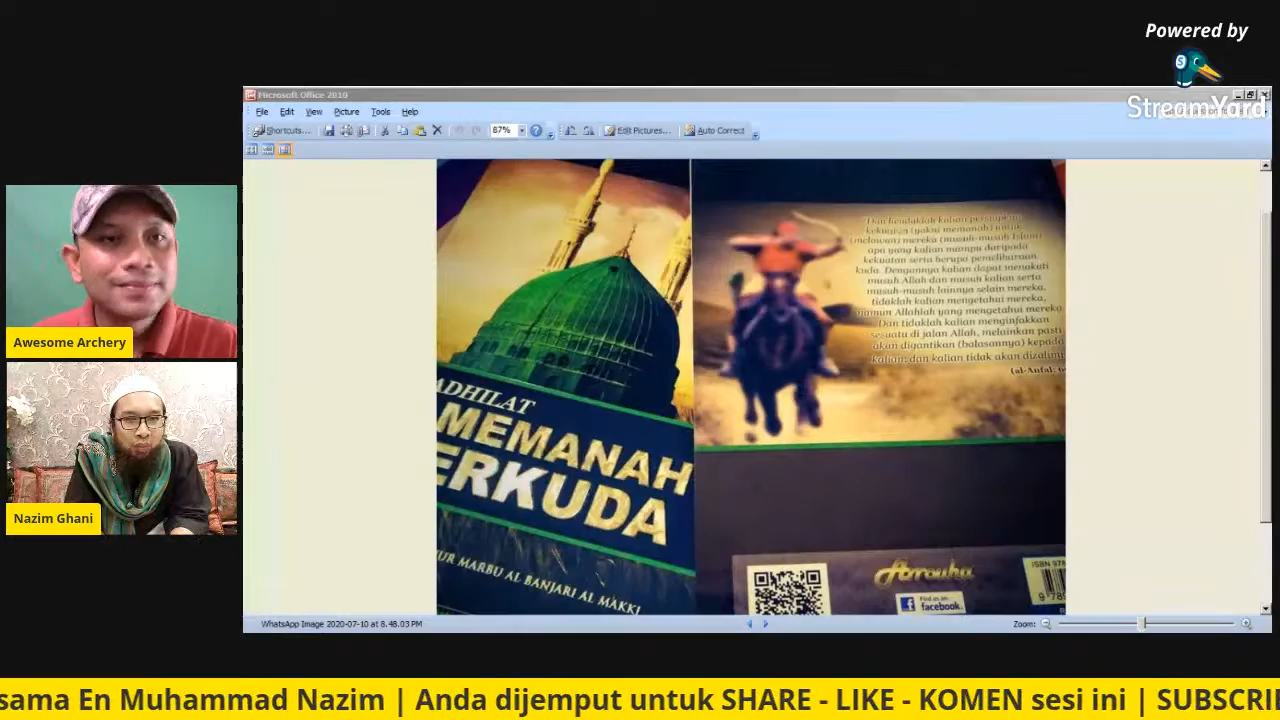 Powered by
StreamYard
Microsoft Office 2010
File Edit View Picture Tools Help
Shortcuts... 87% Edit Pictures... Auto Correct
ADHILAT
MEMANAH
ERKUDA
UR MARBU AL BANJARI AL MAKKI
"Dan hendaklah kalian persiapkan
kekuatan (yakni memanah) untuk
(melawan) mereka (musuh-musuh Islam)
apa yang kalian mampu daripada
kekuatan serta berupa pemeliharaan
kuda. Dengannya kalian dapat menakuti
musuh Allah dan musuh kalian serta
musuh-musuh lainnya selain mereka,
tidaklah kalian mengetahui mereka,
namun Allahlah yang mengetahui mereka
Dan tidaklah kalian menginfakkan
sesuatu di jalan Allah, melainkan pasti
akan digantikan (balasannya) kepada
kalian dan kalian tidak akan dizalimi
(al-Anfal:
Arrouha
Find us on
facebook.
ISBN 978
9 789
Awesome Archery
Nazim Ghani
WhatsApp Image 2020-07-10 at 8.48.03 PM
Zoom:
sama En Muhammad Nazim | Anda dijemput untuk SHARE - LIKE - KOMEN sesi ini | SUBSCRI